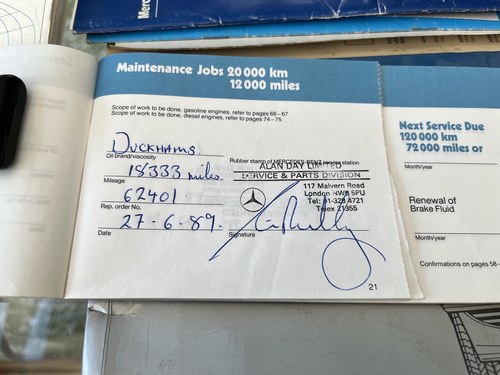 Maintenance Jobs 20 000 km
12 000 miles
Scope of work to be done, gasoline engines, refer to pages 66–67
Scope of work to be done, diesel engines, refer to pages 74–75
DUCKHAMS
Oil brand/viscosity
18333 miles.
Mileage
62401
Rep. order No.
27-6-89.
Date
Rubber stamp of MERCEDES-BENZ service station
ALAN DAY LIMITED
SERVICE & PARTS DIVISION
117 Malvern Road
London NW6 5PU
Tel: 01-328 4721
Telex 21355
Signature
21
Next Service Due
120 000 km
72 000 miles or
Month/year
Renewal of
Brake Fluid
Month/year
Confirmations on pages 58–